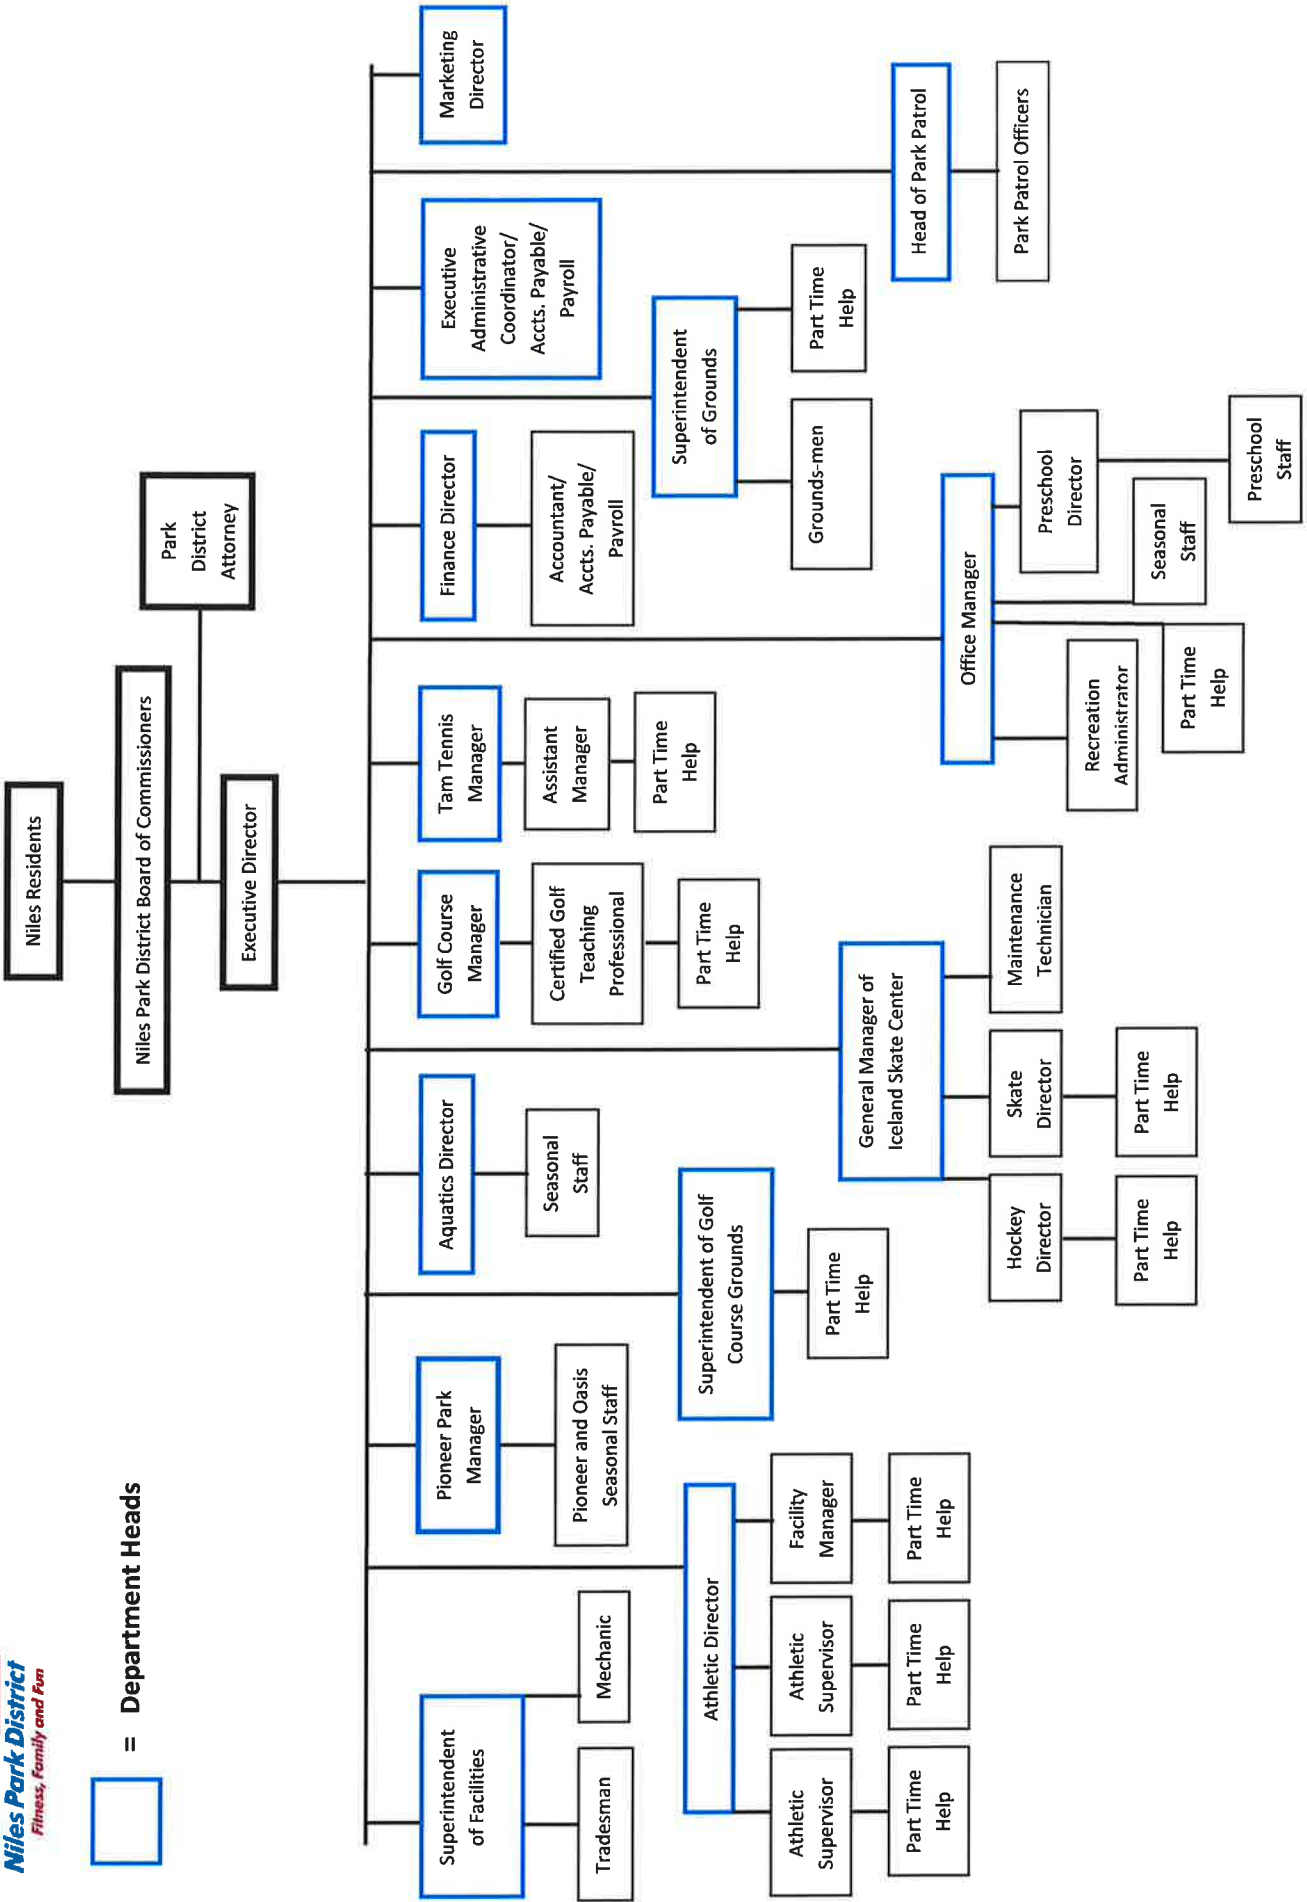 Niles Park District
Fitness, Family and Fun
= Department Heads
Niles Residents
Niles Park District Board of Commissioners
Park
District
Attorney
Executive Director
Superintendent
of Facilities
Tradesman
Mechanic
Athletic Director
Athletic
Supervisor
Part Time
Help
Athletic
Supervisor
Part Time
Help
Facility
Manager
Part Time
Help
Pioneer Park
Manager
Pioneer and Oasis
Seasonal Staff
Superintendent of Golf
Course Grounds
Part Time
Help
Aquatics Director
Seasonal
Staff
General Manager of
Iceland Skate Center
Hockey
Director
Part Time
Help
Skate
Director
Part Time
Help
Maintenance
Technician
Golf Course
Manager
Certified Golf
Teaching
Professional
Part Time
Help
Tam Tennis
Manager
Assistant
Manager
Part Time
Help
Office Manager
Recreation
Administrator
Part Time
Help
Seasonal
Staff
Preschool
Director
Preschool
Staff
Finance Director
Accountant/
Accts. Payable/
Payroll
Superintendent
of Grounds
Grounds-men
Part Time
Help
Executive
Administrative
Coordinator/
Accts. Payable/
Payroll
Head of Park Patrol
Park Patrol Officers
Marketing
Director